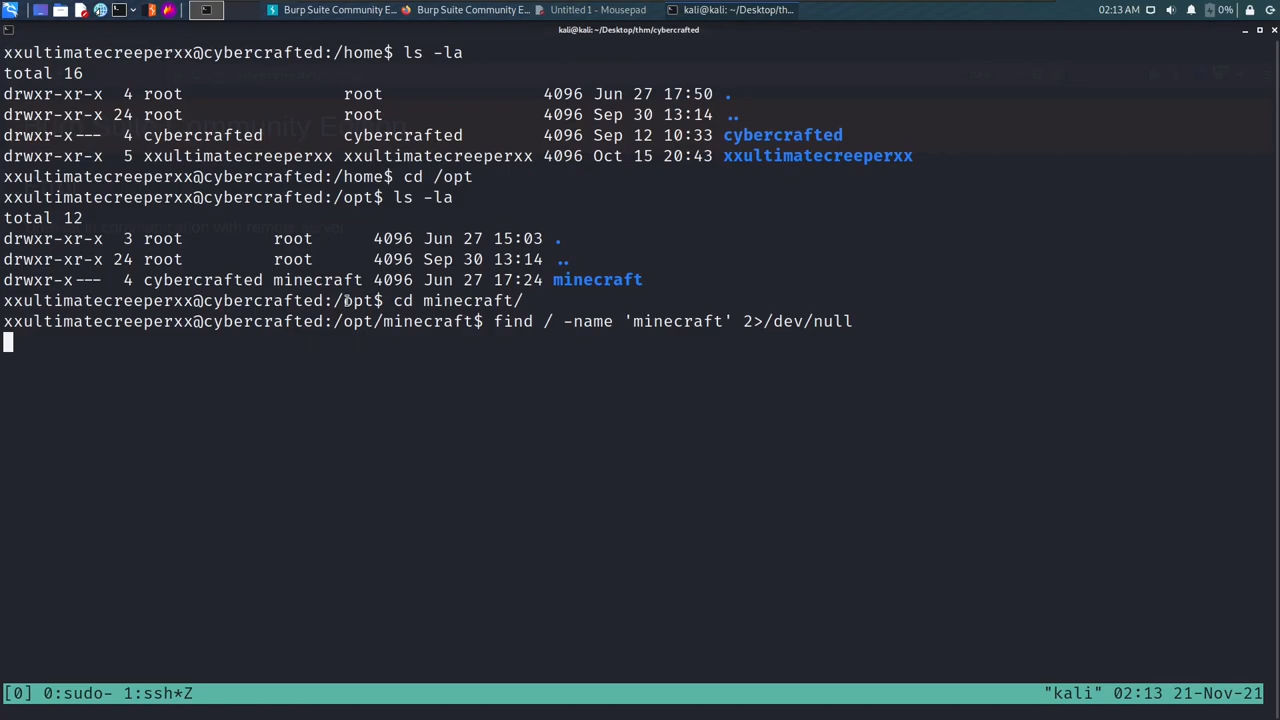 Burp Suite Community E...
Burp Suite Community E...
Untitled 1 - Mousepad
kali@kali: ~/Desktop/th...
02:13 AM
0%
kali@kali: ~/Desktop/thm/cybercrafted
xxultimatecreeperxx@cybercrafted:/home$ ls -la
total 16
drwxr-xr-x  4 root                root                4096 Jun 27 17:50 .
drwxr-xr-x 24 root                root                4096 Sep 30 13:14 ..
drwxr-x---  4 cybercrafted        cybercrafted        4096 Sep 12 10:33 cybercrafted
drwxr-xr-x  5 xxultimatecreeperxx xxultimatecreeperxx 4096 Oct 15 20:43 xxultimatecreeperxx
xxultimatecreeperxx@cybercrafted:/home$ cd /opt
xxultimatecreeperxx@cybercrafted:/opt$ ls -la
total 12
drwxr-xr-x  3 root         root      4096 Jun 27 15:03 .
drwxr-xr-x 24 root         root      4096 Sep 30 13:14 ..
drwxr-x---  4 cybercrafted minecraft 4096 Jun 27 17:24 minecraft
xxultimatecreeperxx@cybercrafted:/opt$ cd minecraft/
xxultimatecreeperxx@cybercrafted:/opt/minecraft$ find / -name 'minecraft' 2>/dev/null
[0] 0:sudo- 1:ssh*Z
"kali" 02:13 21-Nov-21